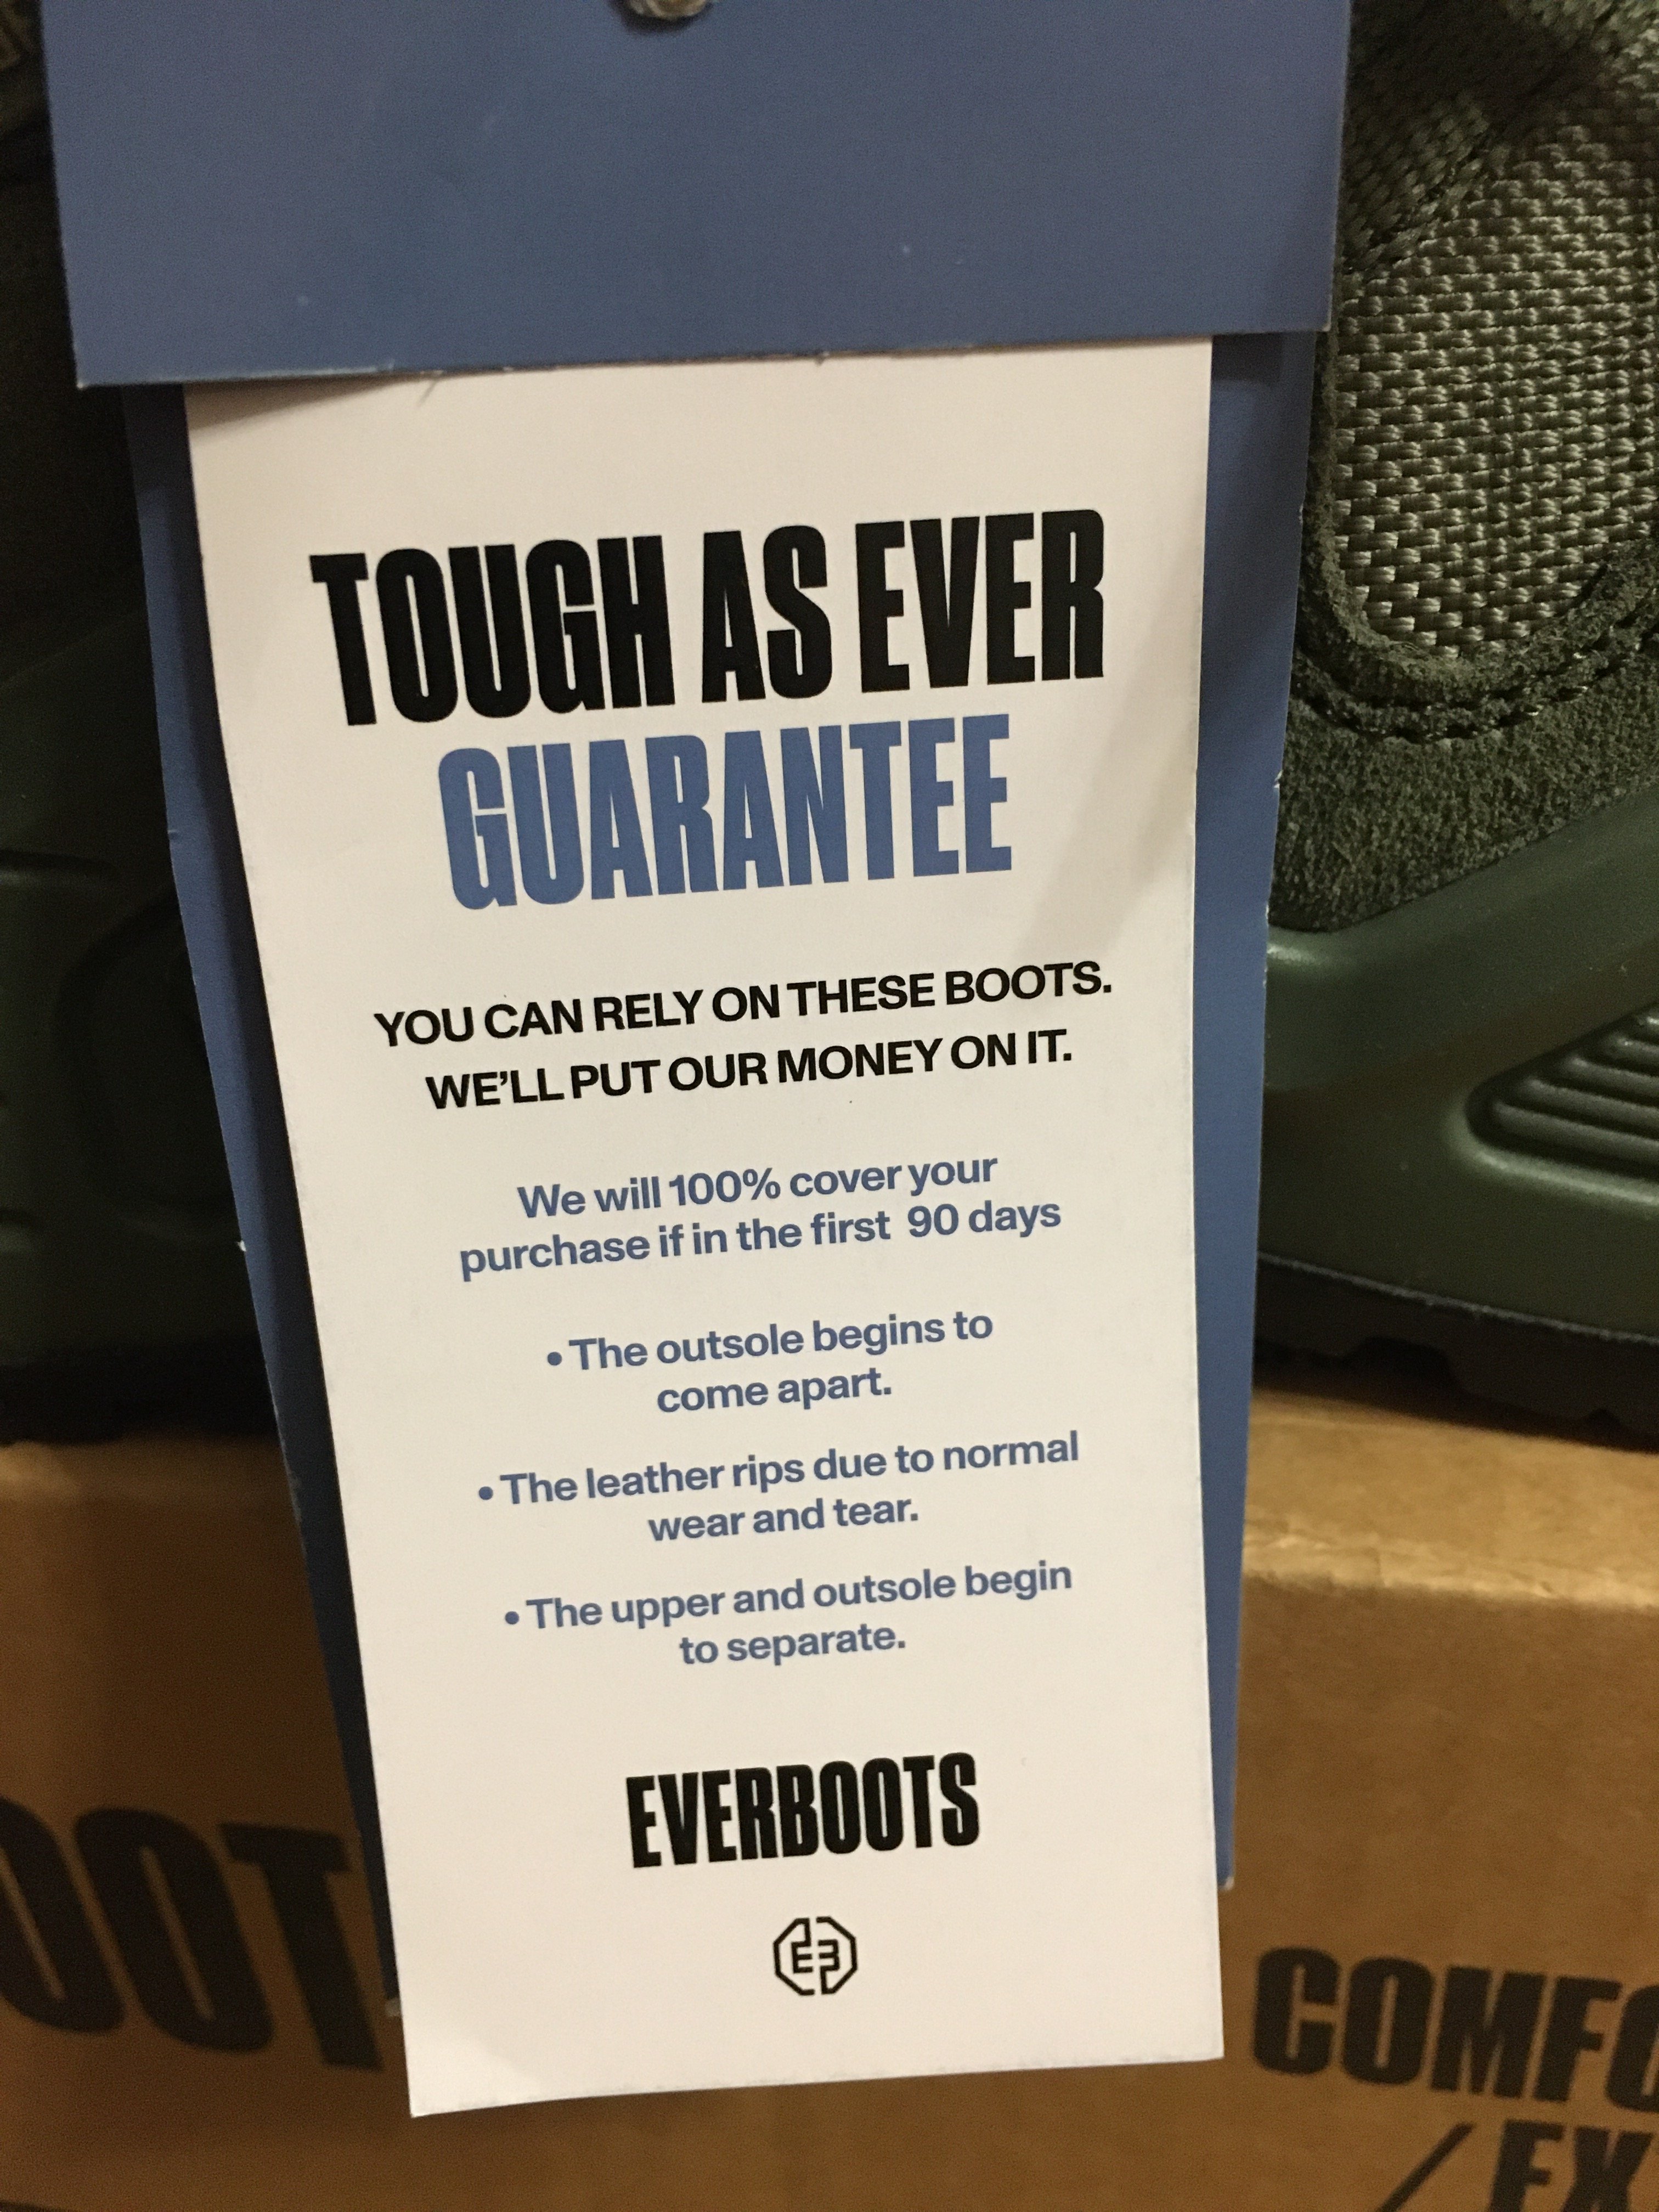 TOUGH AS EVER
GUARANTEE
YOU CAN RELY ON THESE BOOTS.
WE'LL PUT OUR MONEY ON IT.
We will 100% cover your
purchase if in the first 90 days
• The outsole begins to
come apart.
• The leather rips due to normal
wear and tear.
• The upper and outsole begin
to separate.
EVERBOOTS